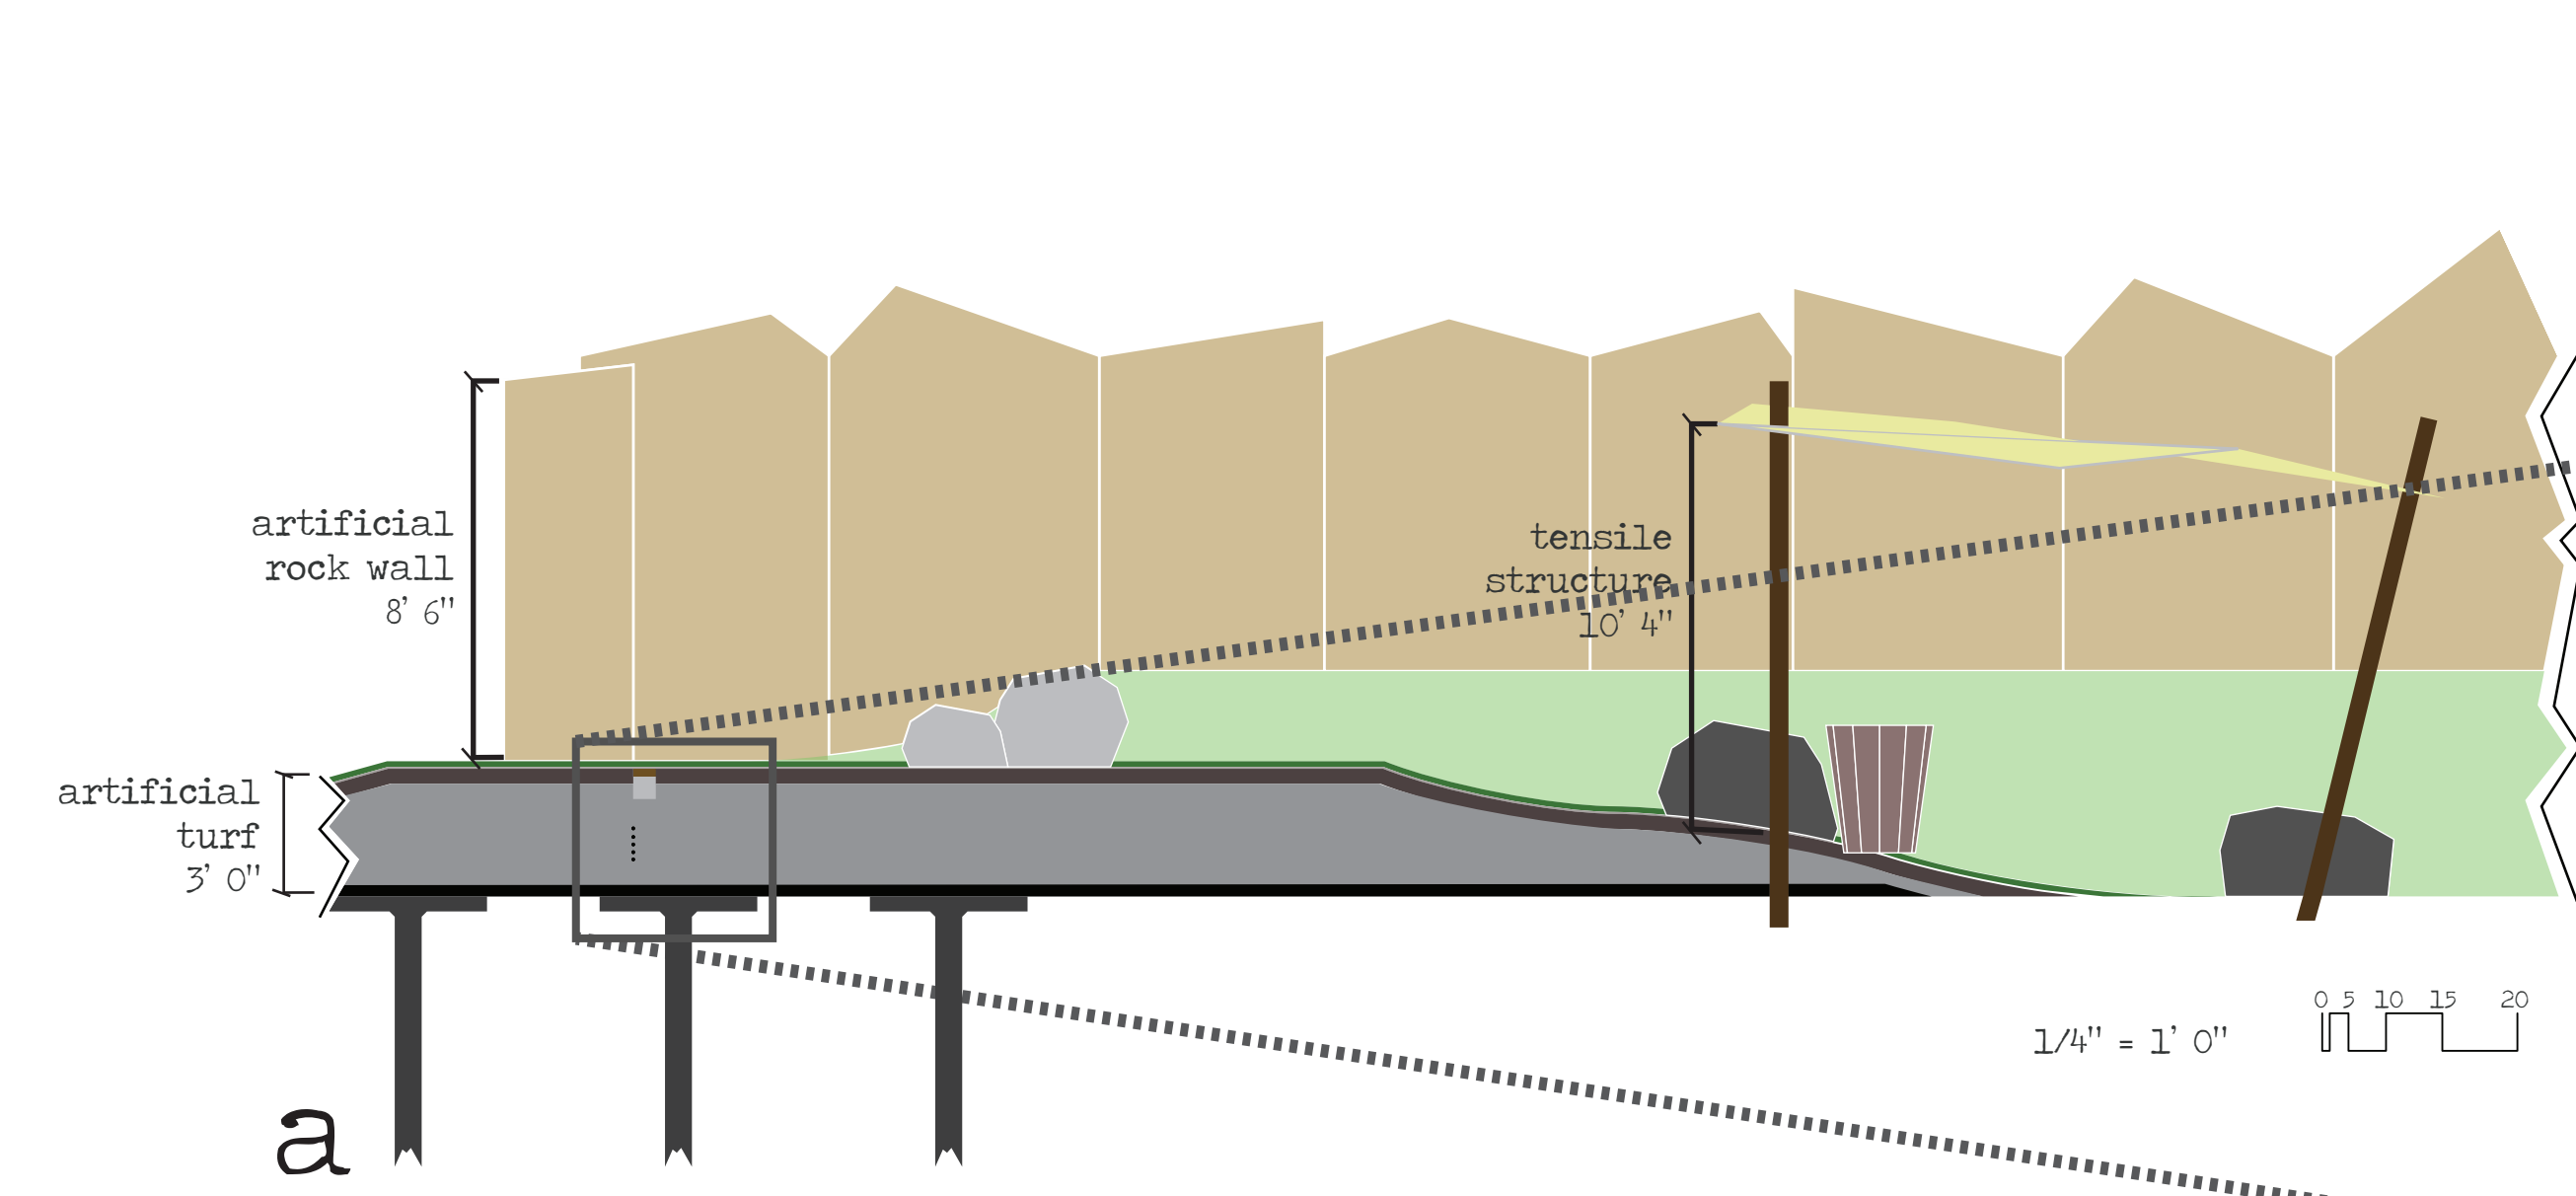 artificial
rock wall
8' 6"
tensile
structure
10' 4"
artificial
turf
3' 0"
1/4" = 1' 0"
0 5 10 15 20
a